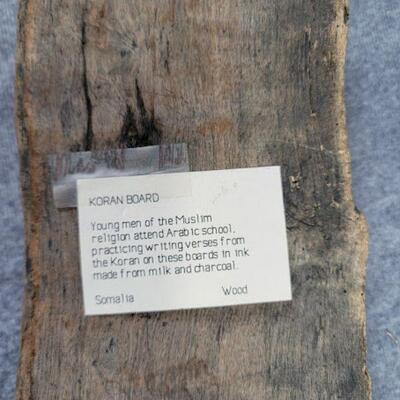 KORAN BOARD
Young men of the Muslim
religion attend Arabic school,
practicing writing verses from
the Koran on these boards in ink
made from milk and charcoal.
Somalia Wood